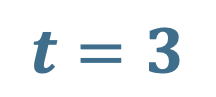 t = 3